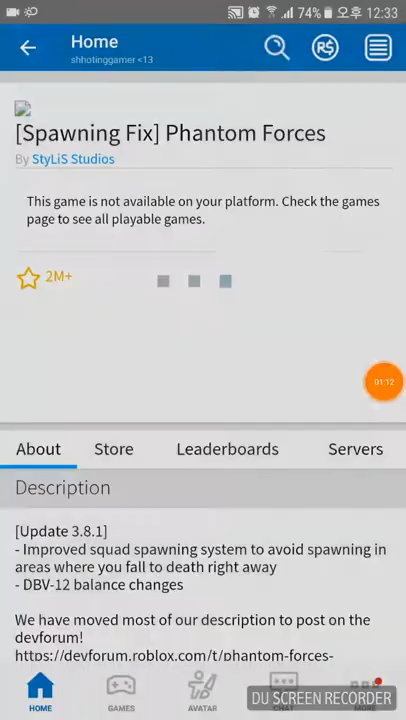 74% 오후 12:33
Home
shhotinggamer <13
R$
[Spawning Fix] Phantom Forces
By StyLiS Studios
This game is not available on your platform. Check the games
page to see all playable games.
2M+
01:12
About Store Leaderboards Servers
Description
[Update 3.8.1]
- Improved squad spawning system to avoid spawning in
areas where you fall to death right away
- DBV-12 balance changes
We have moved most of our description to post on the
devforum!
https://devforum.roblox.com/t/phantom-forces-
HOME GAMES AVATAR CHAT MORE
DU SCREEN RECORDER